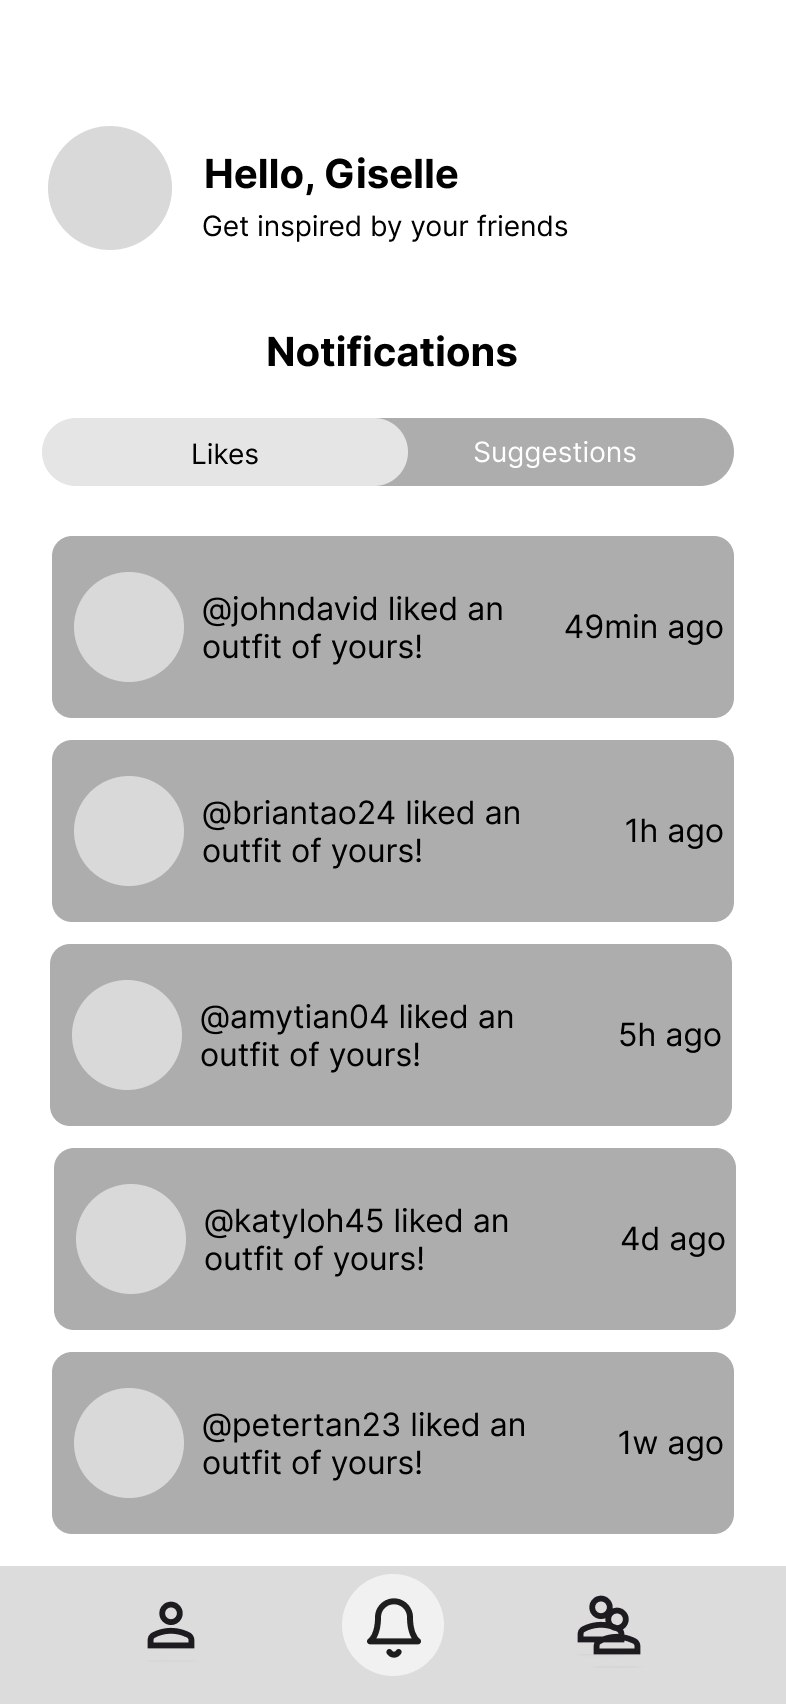 Hello, Giselle
Get inspired by your friends
Notifications
Likes
Suggestions
@johndavid liked an
outfit of yours!
49min ago
@briantao24 liked an
outfit of yours!
1h ago
@amytian04 liked an
outfit of yours!
5h ago
@katyloh45 liked an
outfit of yours!
4d ago
@petertan23 liked an
outfit of yours!
1w ago